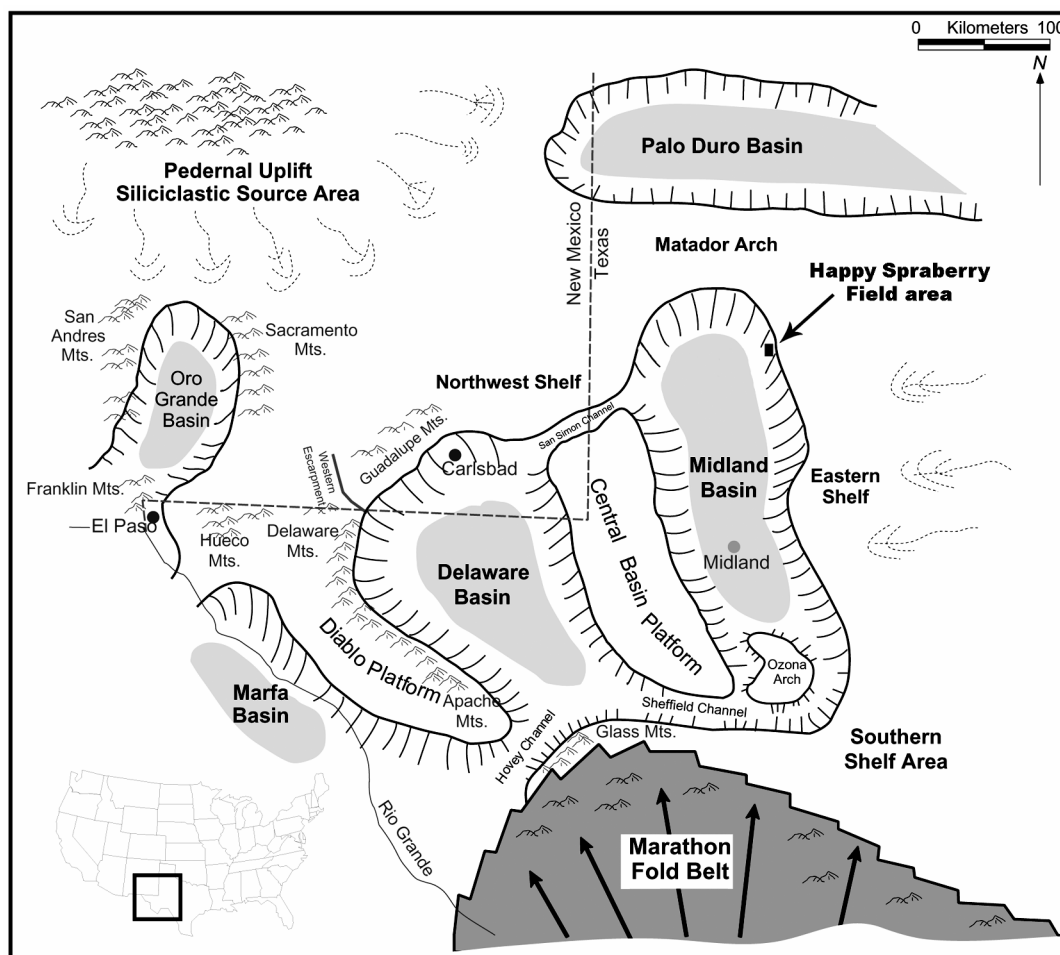 0 Kilometers 100
N
Palo Duro Basin
Pedernal Uplift
Siliciclastic Source Area
New Mexico
Texas
Matador Arch
Happy Spraberry
Field area
San
Andres
Mts.
Sacramento
Mts.
Oro
Grande
Basin
Northwest Shelf
San Simon Channel
Guadalupe Mts.
Western
Escarpment
Carlsbad
Midland
Basin
Eastern
Shelf
Franklin Mts.
El Paso
Hueco
Mts.
Delaware
Mts.
Central Basin Platform
Midland
Delaware
Basin
Diablo Platform
Ozona
Arch
Marfa
Basin
Apache
Mts.
Sheffield Channel
Hovey Channel
Glass Mts.
Southern
Shelf Area
Rio Grande
Marathon
Fold Belt